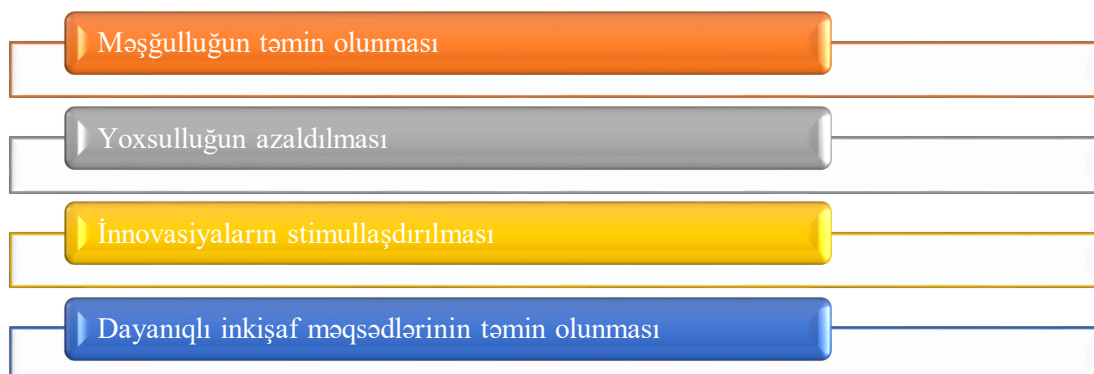 Məşğulluğun təmin olunması
Yoxsulluğun azaldılması
İnnovasiyaların stimullaşdırılması
Dayanıqlı inkişaf məqsədlərinin təmin olunması